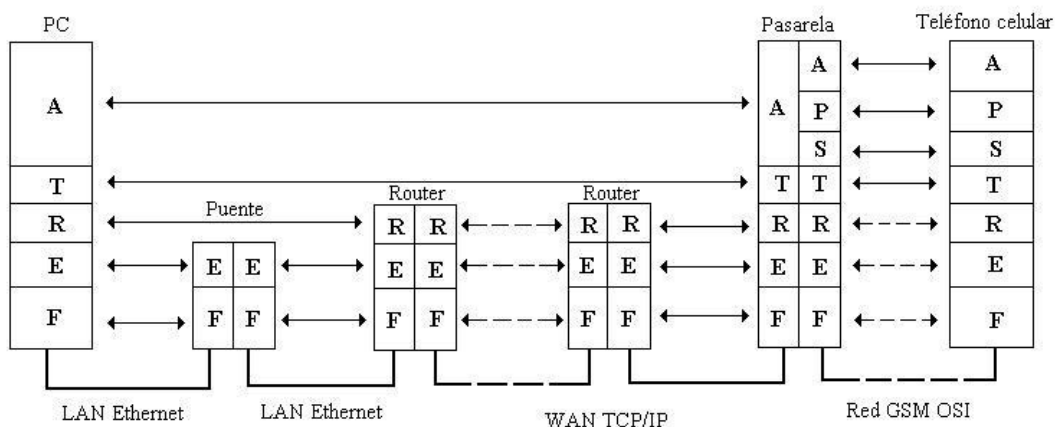 PC
Pasarela
Teléfono celular
A
A
A
A
P
P
S
S
T
T
T
T
Puente
Router
Router
R
R
R
R
R
R
R
R
E
E
E
E
E
E
E
E
E
E
F
F
F
F
F
F
F
F
F
F
LAN Ethernet
LAN Ethernet
WAN TCP/IP
Red GSM OSI